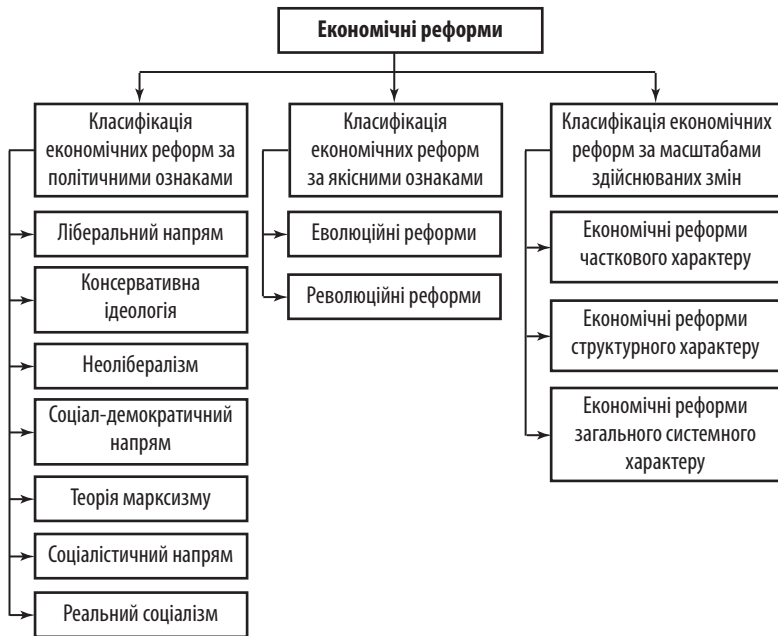 Економічні реформи
Класифікація
економічних реформ за
політичними ознаками
Ліберальний напрям
Консервативна
ідеологія
Неолібералізм
Соціал-демократичний
напрям
Теорія марксизму
Соціалістичний напрям
Реальний соціалізм
Класифікація
економічних реформ
за якісними ознаками
Еволюційні реформи
Революційні реформи
Класифікація економічних
реформ за масштабами
здійснюваних змін
Економічні реформи
часткового характеру
Економічні реформи
структурного характеру
Економічні реформи
загального системного
характеру